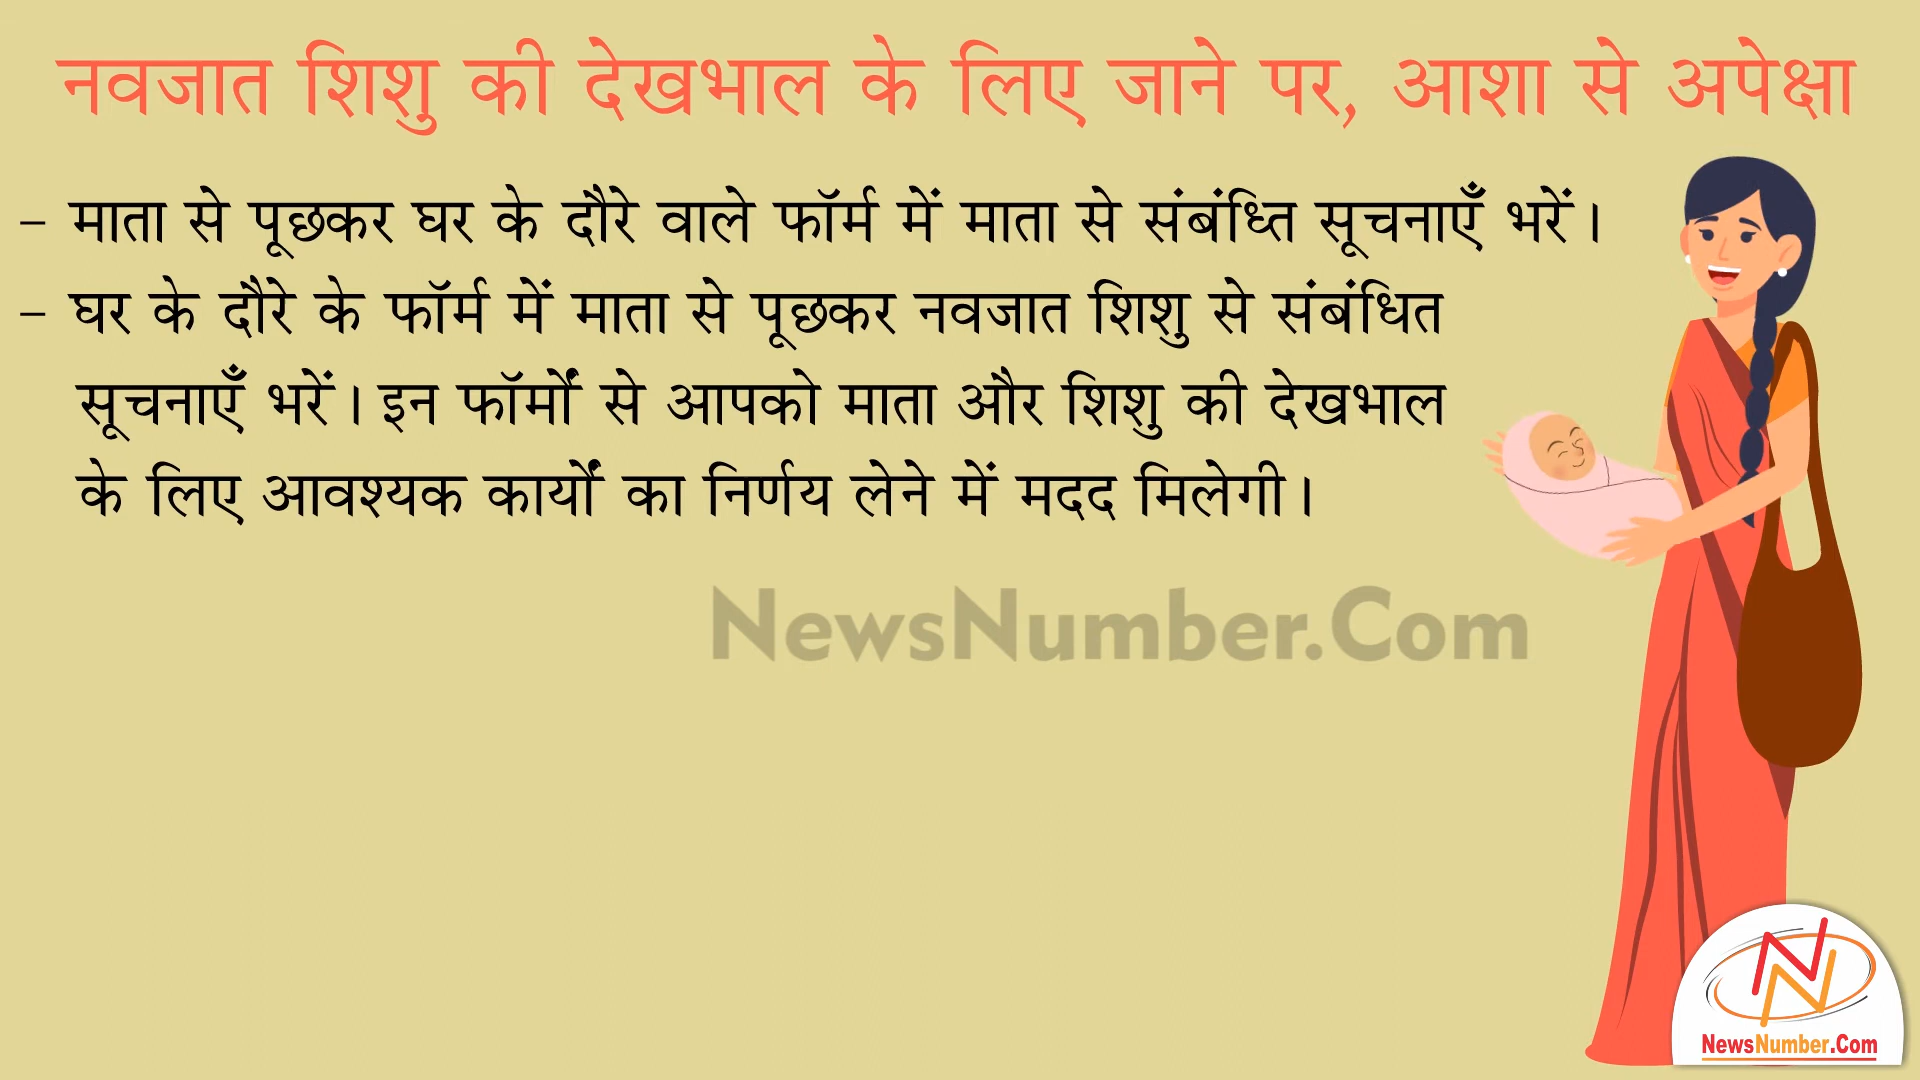 नवजात शिशु की देखभाल के लिए जाने पर, आशा से अपेक्षा
- माता से पूछकर घर के दौरे वाले फॉर्म में माता से संबंध्ति सूचनाएँ भरें।
- घर के दौरे के फॉर्म में माता से पूछकर नवजात शिशु से संबंधित
सूचनाएँ भरें। इन फॉर्मों से आपको माता और शिशु की देखभाल
के लिए आवश्यक कार्यों का निर्णय लेने में मदद मिलेगी।
NewsNumber.Com
NN
NewsNumber.Com